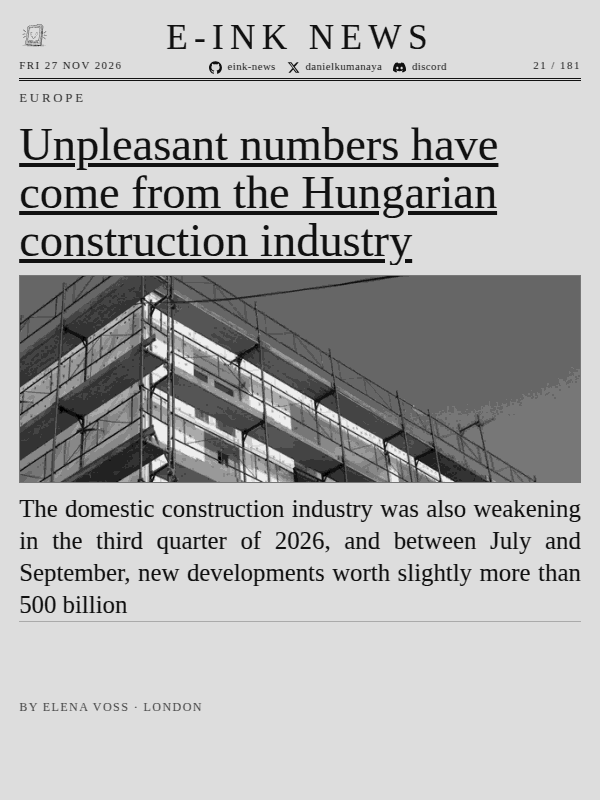 E-INK NEWS
FRI 27 NOV 2026
eink-news danielkumanaya discord
21 / 181
EUROPE
Unpleasant numbers have
come from the Hungarian
construction industry
The domestic construction industry was also weakening
in the third quarter of 2026, and between July and
September, new developments worth slightly more than
500 billion
BY ELENA VOSS · LONDON